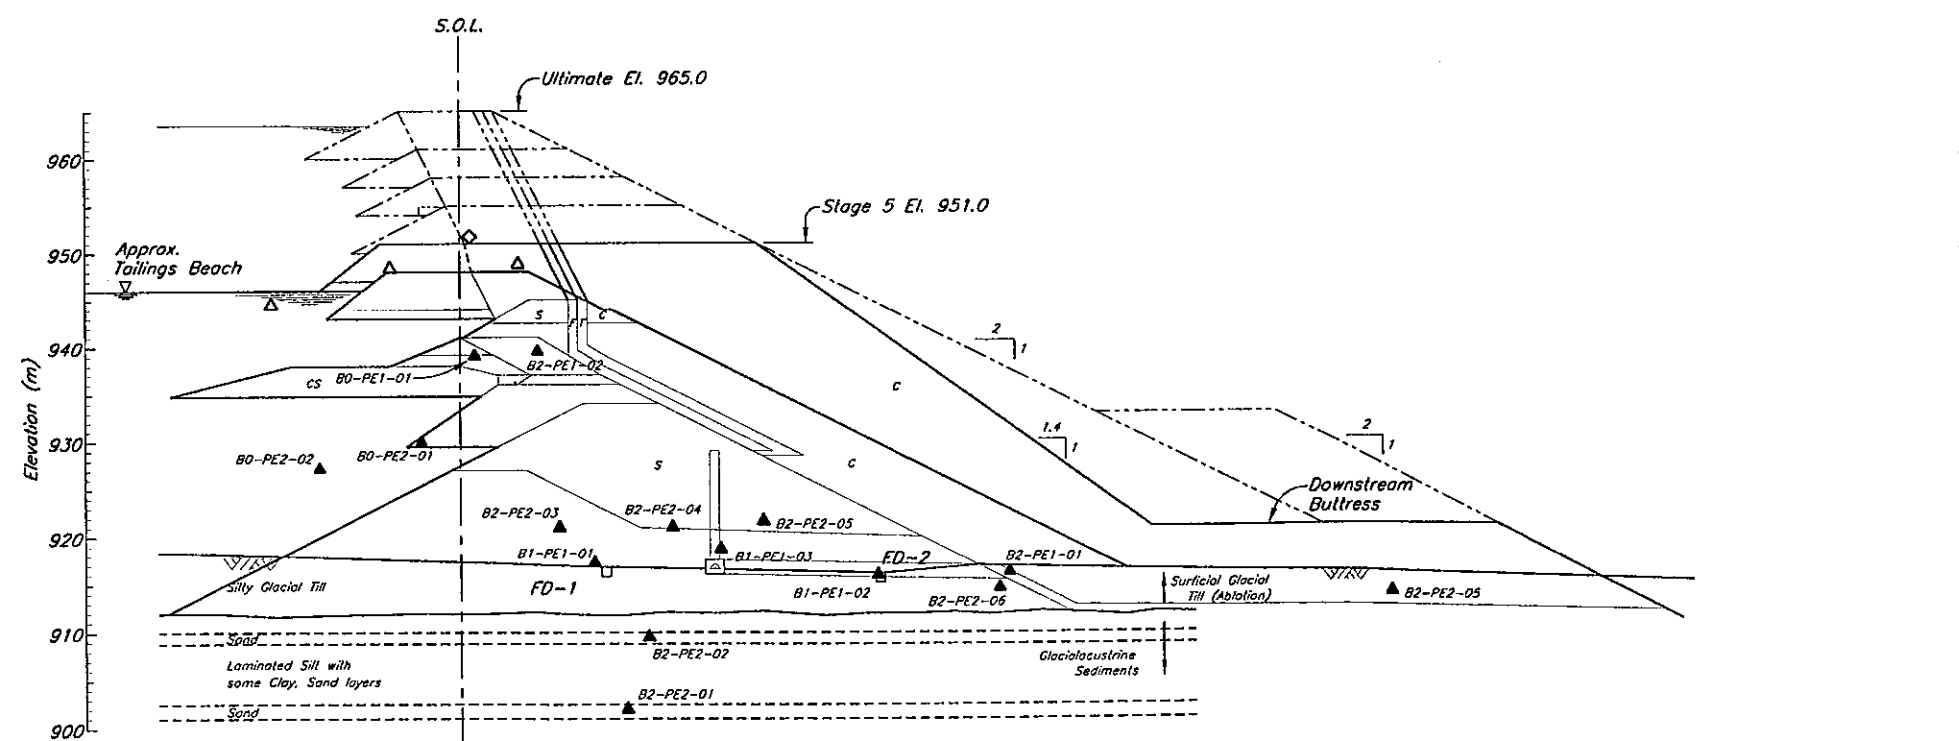 S.O.L.
Ultimate El. 965.0
960
Stage 5 El. 951.0
Approx.
Tailings Beach
950
S
F T
C
2
1
940
B0-PE1-01
B2-PE1-02
CS
C
Elevation (m)
930
B0-PE2-02
B0-PE2-01
S
C
1.4
1
2
1
Downstream
Buttress
B2-PE2-03
B2-PE2-04
B2-PE2-05
920
B1-PE1-01
B1-PE1-03
FD-2
B2-PE1-01
Silty Glacial Till
FD-1
B1-PE1-02
B2-PE2-06
Surficial Glacial
Till (Ablation)
B2-PE2-05
910
Sand
B2-PE2-02
Laminated Silt with
some Clay, Sand layers
Glaciolacustrine
Sediments
B2-PE2-01
Sand
900